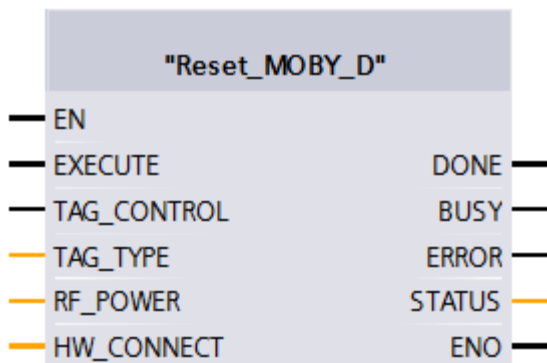 "Reset_MOBY_D"
EN
EXECUTE DONE
TAG_CONTROL BUSY
TAG_TYPE ERROR
RF_POWER STATUS
HW_CONNECT ENO